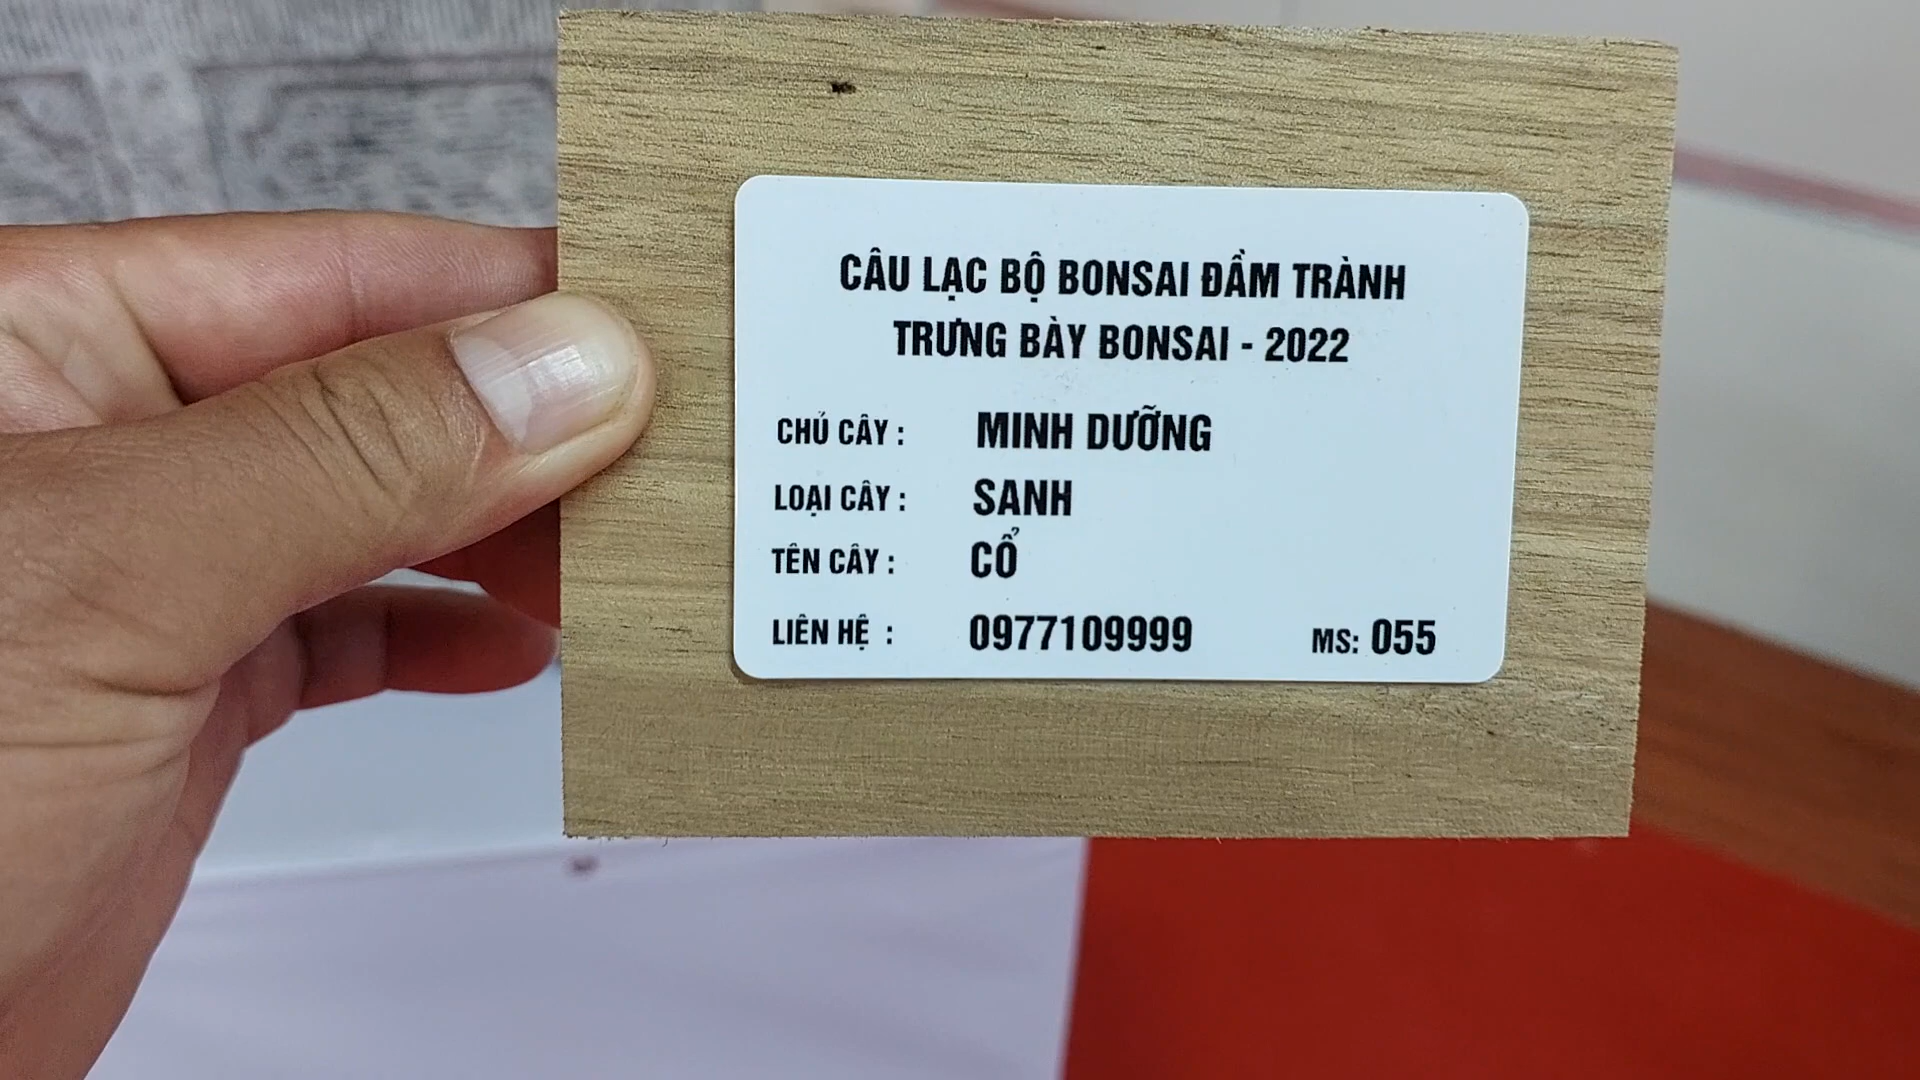 CÂU LẠC BỘ BONSAI ĐẦM TRÀNH
TRƯNG BÀY BONSAI - 2022
CHỦ CÂY : MINH DƯỠNG
LOẠI CÂY : SANH
TÊN CÂY : CỔ
LIÊN HỆ : 0977109999 MS: 055